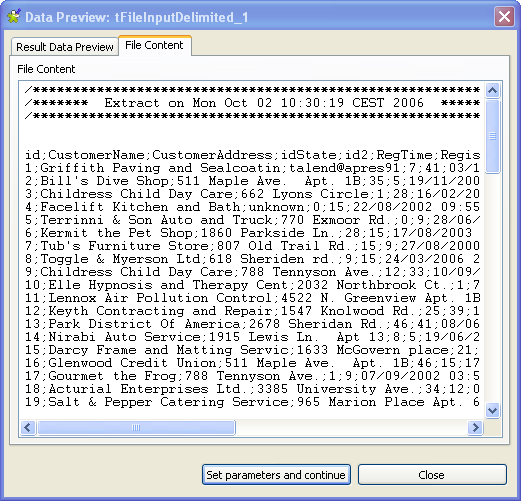 Data Preview: tFileInputDelimited_1
Result Data Preview File Content
File Content
/*********************************************************
/******* Extract on Mon Oct 02 10:30:19 CEST 2006 *****
/*********************************************************
id;CustomerName;CustomerAddress;idState;id2;RegTime;Regis
1;Griffith Paving and Sealcoatin;talend@apres91;7;41;03/1
2;Bill's Dive Shop;511 Maple Ave. Apt. 1B;35;5;19/11/200
3;Childress Child Day Care;662 Lyons Circle;1;28;16/02/20
4;Facelift Kitchen and Bath;unknown;0;15;22/08/2002 09:55
5;Terrinni & Son Auto and Truck;770 Exmoor Rd.;0;9;28/06/
6;Kermit the Pet Shop;1860 Parkside Ln.;28;15;17/08/2003
7;Tub's Furniture Store;807 Old Trail Rd.;15;9;27/08/2000
8;Toggle & Myerson Ltd;618 Sheriden rd.;9;15;24/03/2006 2
9;Childress Child Day Care;788 Tennyson Ave.;12;33;10/09/
10;Elle Hypnosis and Therapy Cent;2032 Northbrook Ct.;1;7
11;Lennox Air Pollution Control;4522 N. Greenview Apt. 1B
12;Keyth Contracting and Repair;1547 Knolwood Rd.;25;39;1
13;Park District Of America;2678 Sheridan Rd.;46;41;08/06
14;Nirabi Auto Service;1915 Lewis Ln. Apt 13;8;5;19/06/2
15;Darcy Frame and Matting Servic;1633 McGovern place;21;
16;Glenwood Credit Union;511 Maple Ave. Apt. 1B;46;15;17
17;Gourmet the Frog;788 Tennyson Ave.;1;9;07/09/2002 03:5
18;Acturial Enterprises Ltd.;3385 University Ave.;34;12;0
19;Salt & Pepper Catering Service;965 Marion Place Apt. 6
Set parameters and continue Close